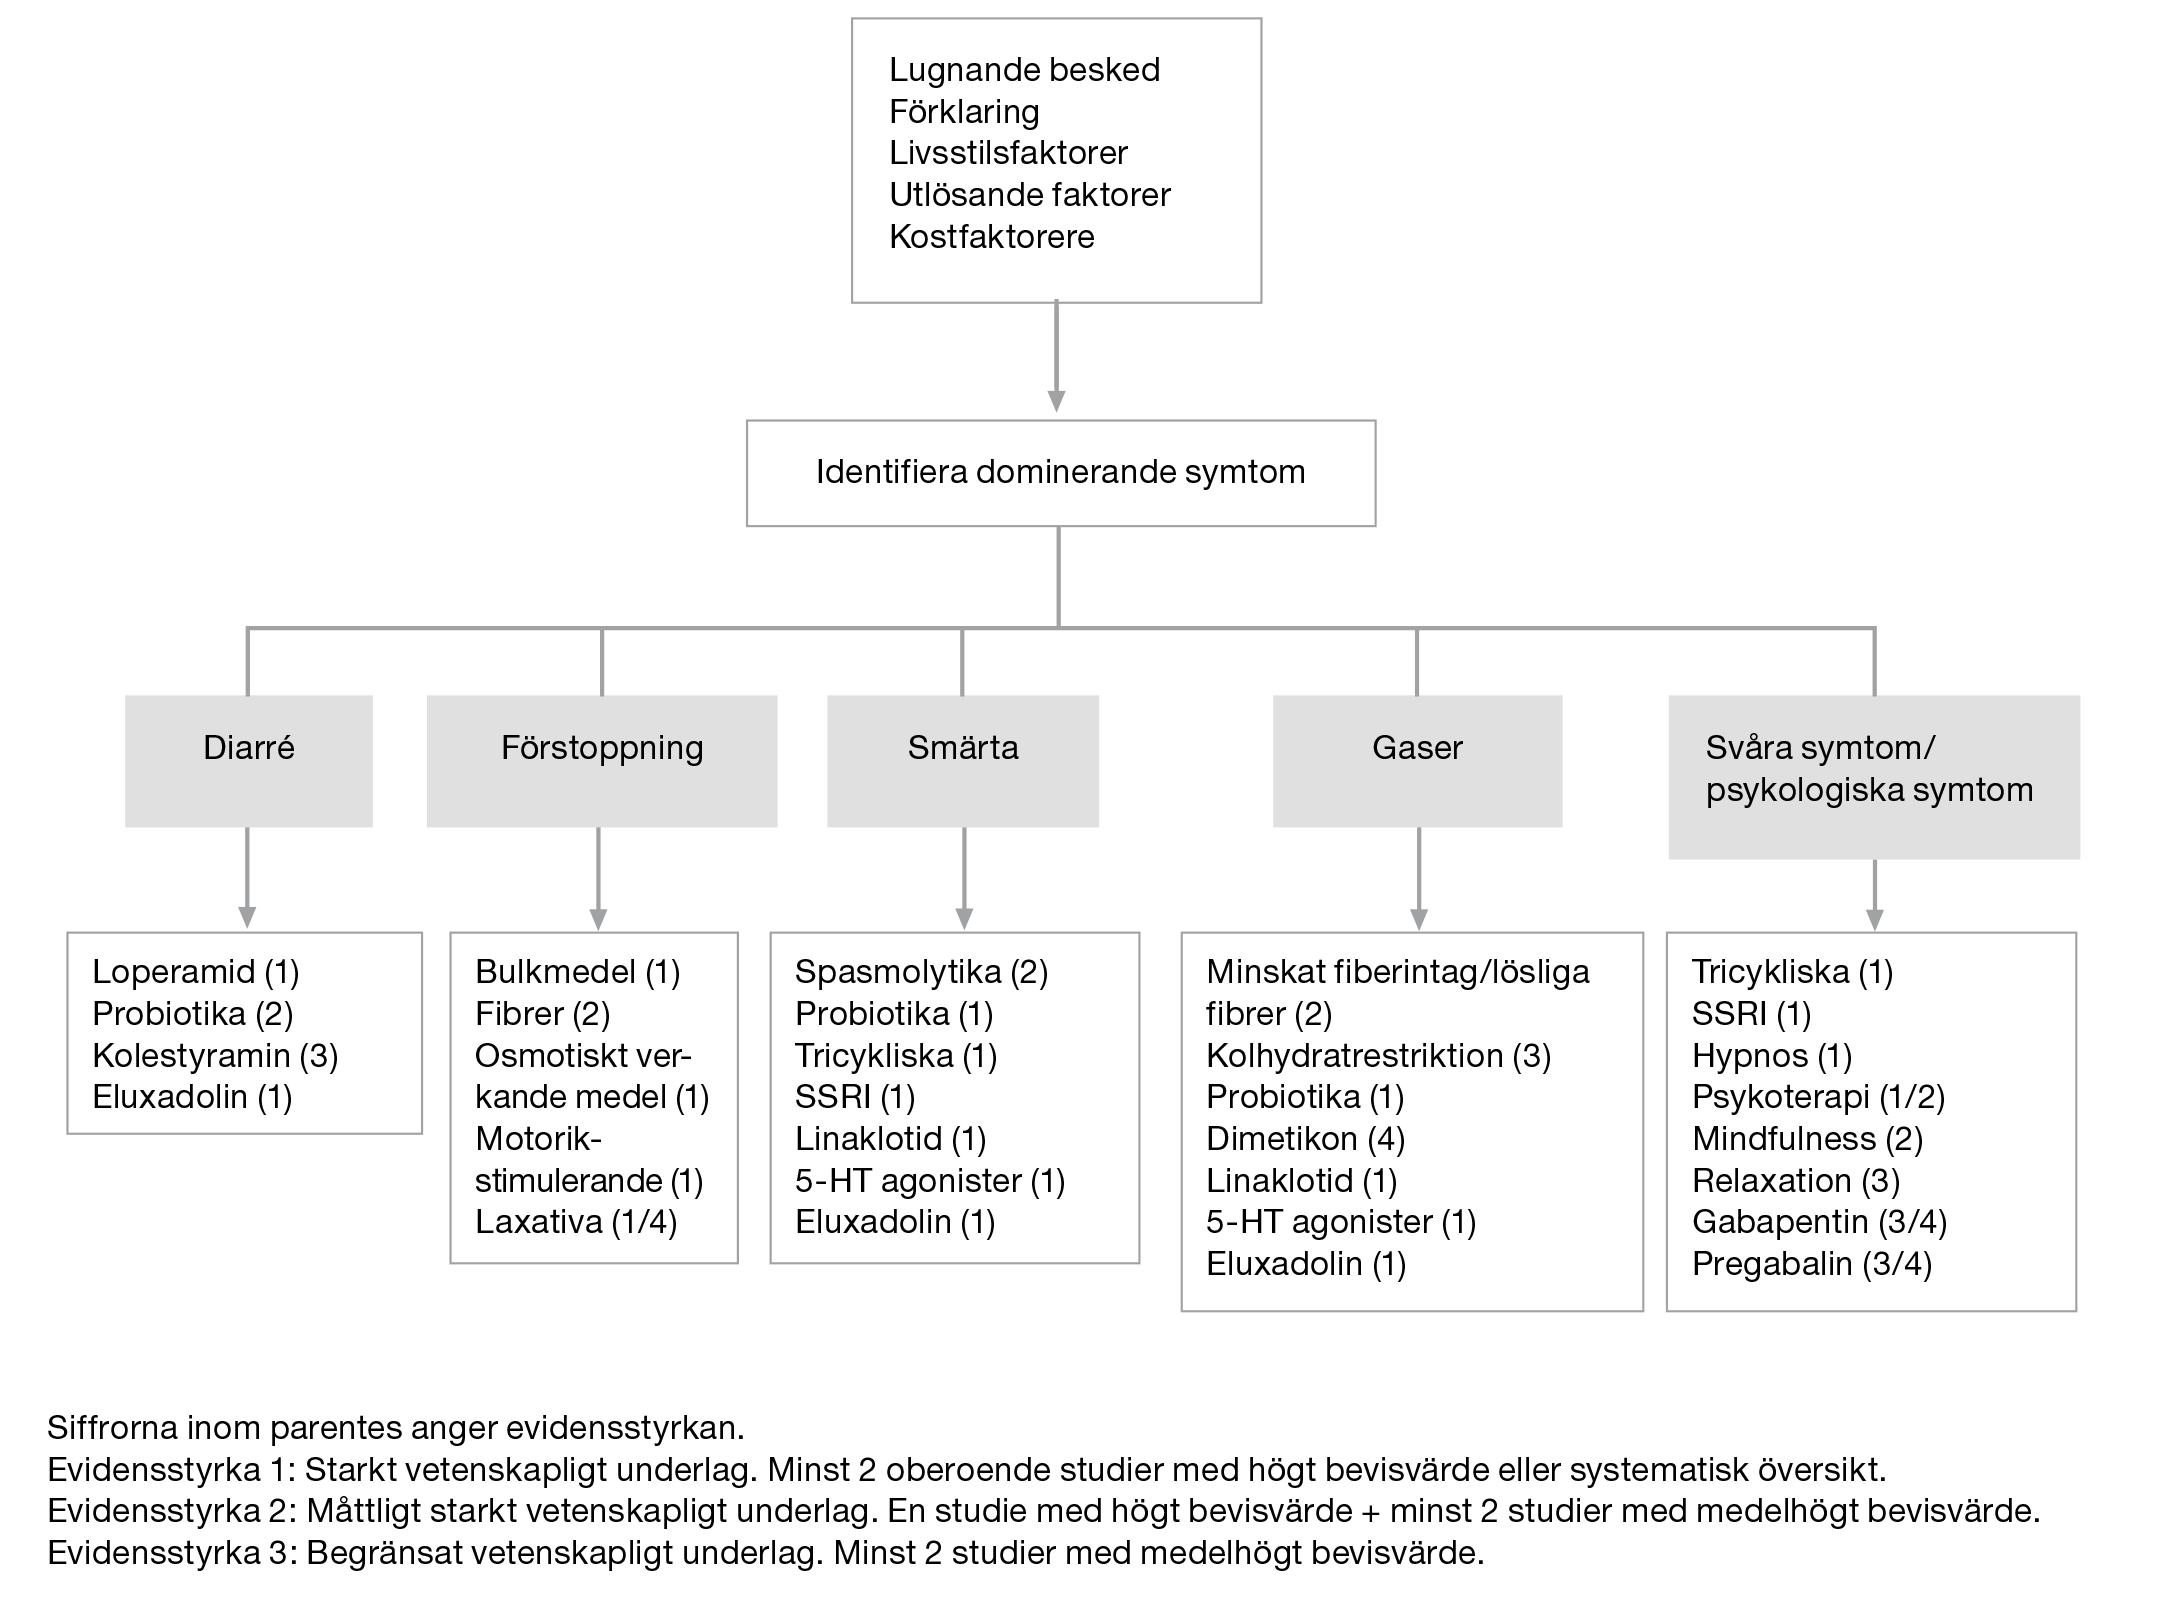 Lugnande besked
Förklaring
Livsstilsfaktorer
Utlösande faktorer
Kostfaktorere
Identifiera dominerande symtom
Diarré
Förstoppning
Smärta
Gaser
Svåra symtom/
psykologiska symtom
Loperamid (1)
Probiotika (2)
Kolestyramin (3)
Eluxadolin (1)
Bulkmedel (1)
Fibrer (2)
Osmotiskt ver-
kande medel (1)
Motorik-
stimulerande (1)
Laxativa (1/4)
Spasmolytika (2)
Probiotika (1)
Tricykliska (1)
SSRI (1)
Linaklotid (1)
5-HT agonister (1)
Eluxadolin (1)
Minskat fiberintag/lösliga
fibrer (2)
Kolhydratrestriktion (3)
Probiotika (1)
Dimetikon (4)
Linaklotid (1)
5-HT agonister (1)
Eluxadolin (1)
Tricykliska (1)
SSRI (1)
Hypnos (1)
Psykoterapi (1/2)
Mindfulness (2)
Relaxation (3)
Gabapentin (3/4)
Pregabalin (3/4)
Siffrorna inom parentes anger evidensstyrkan.
Evidensstyrka 1: Starkt vetenskapligt underlag. Minst 2 oberoende studier med högt bevisvärde eller systematisk översikt.
Evidensstyrka 2: Måttligt starkt vetenskapligt underlag. En studie med högt bevisvärde + minst 2 studier med medelhögt bevisvärde.
Evidensstyrka 3: Begränsat vetenskapligt underlag. Minst 2 studier med medelhögt bevisvärde.